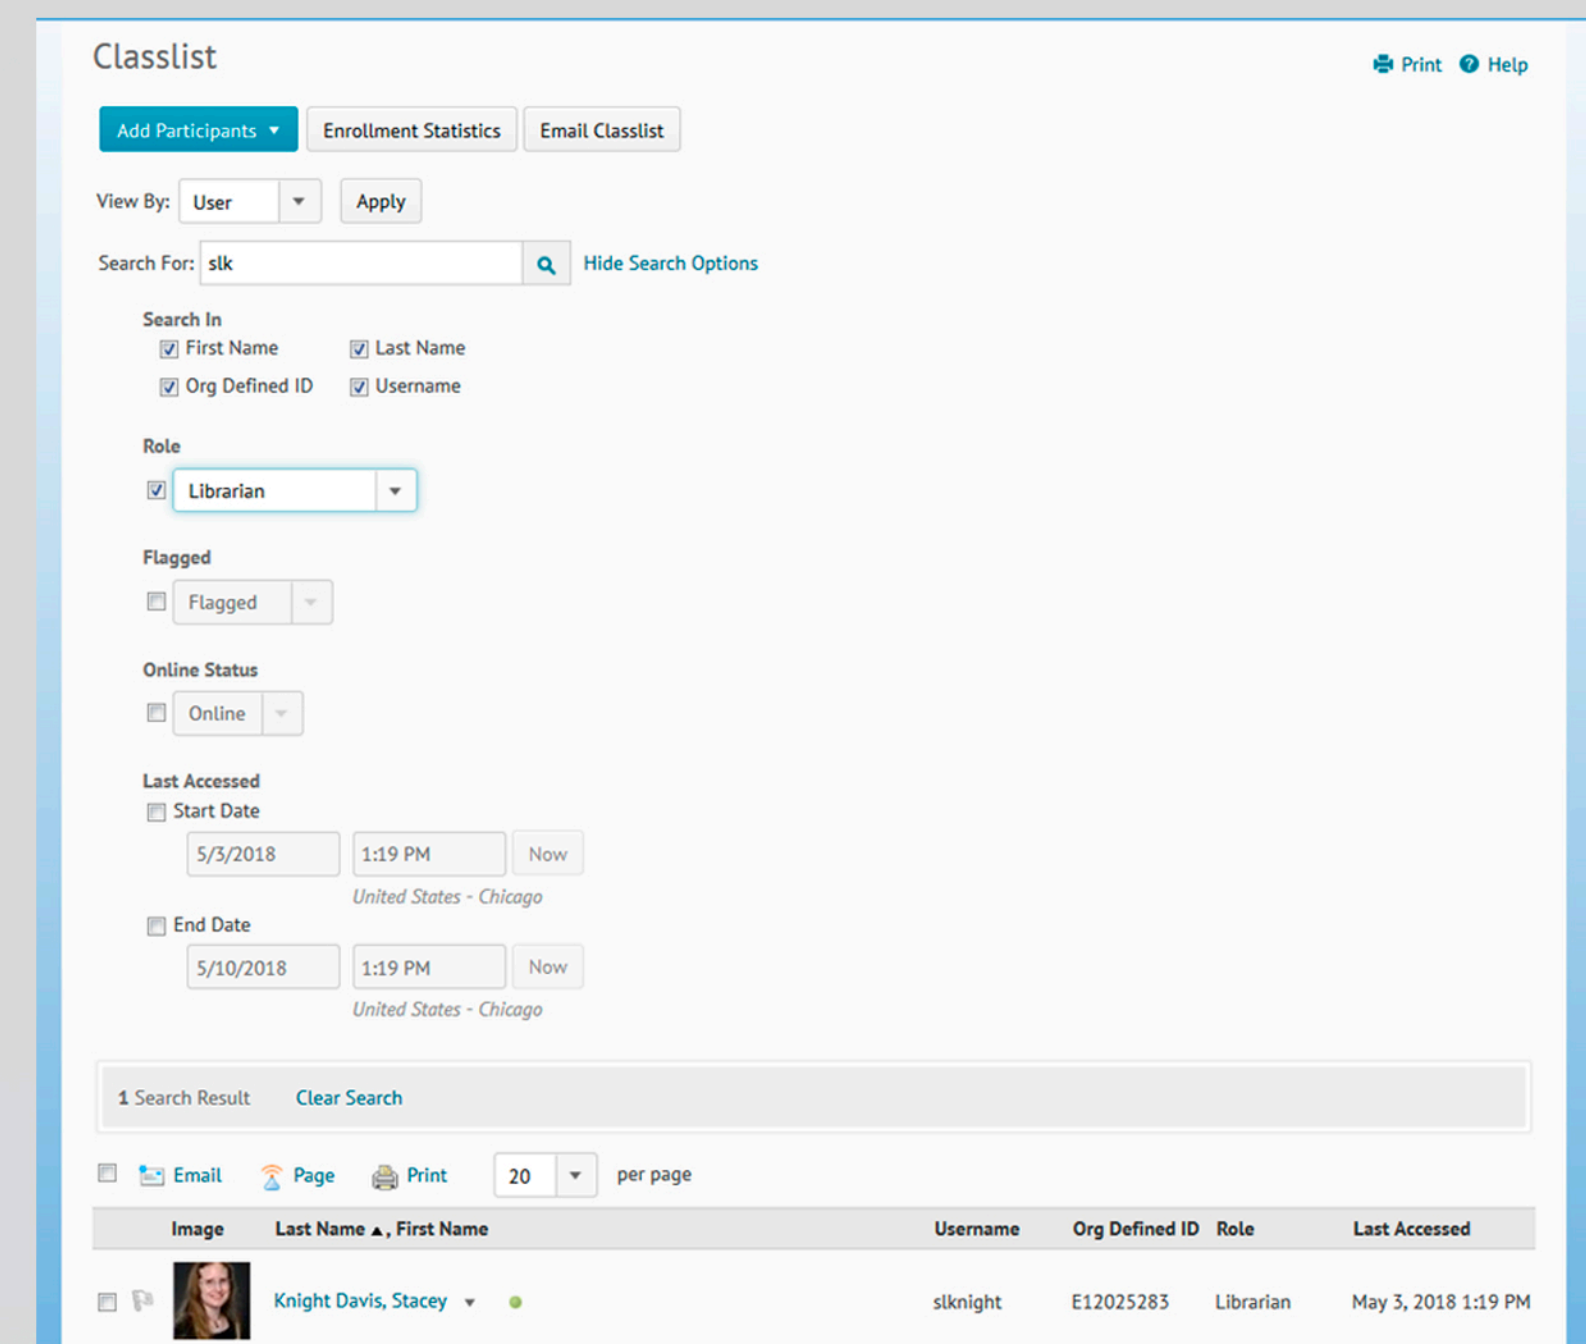 Classlist
Print Help
Add Participants Enrollment Statistics Email Classlist
View By: User Apply
Search For: slk Hide Search Options
Search In
First Name Last Name
Org Defined ID Username
Role
Librarian
Flagged
Flagged
Online Status
Online
Last Accessed
Start Date
5/3/2018 1:19 PM Now
United States - Chicago
End Date
5/10/2018 1:19 PM Now
United States - Chicago
1 Search Result Clear Search
Email Page Print 20 per page
Image Last Name ▲, First Name Username Org Defined ID Role Last Accessed
Knight Davis, Stacey slknight E12025283 Librarian May 3, 2018 1:19 PM